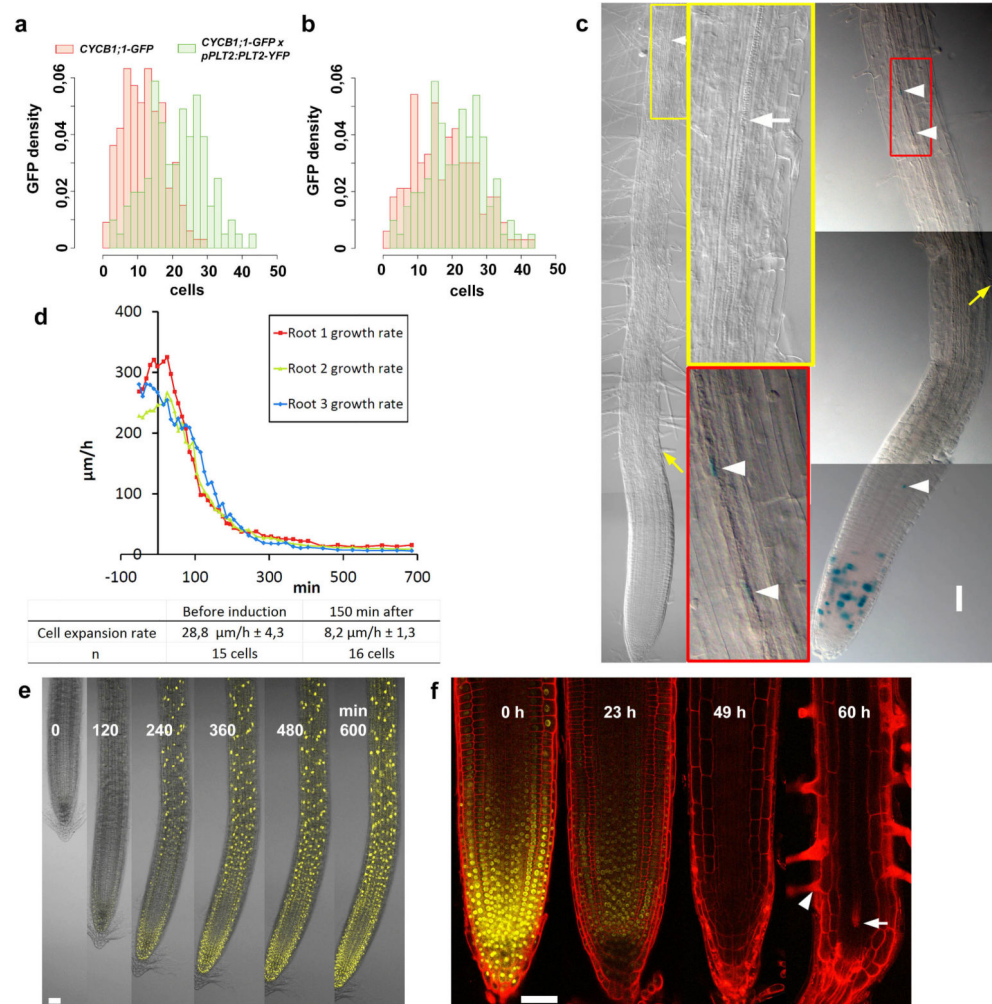 a
CYCB1;1-GFP
CYCB1;1-GFP x
pPLT2:PLT2-YFP
GFP density
0,06
0,04
0,02
0
0 10 20 30 40 50
cells
b
GFP density
0,06
0,04
0,02
0
0 10 20 30 40 50
cells
c
d
400
300
200
100
0
µm/h
Root 1 growth rate
Root 2 growth rate
Root 3 growth rate
-100 100 300 500 700
min
Before induction 150 min after
Cell expansion rate 28,8 µm/h ± 4,3 8,2 µm/h ± 1,3
n 15 cells 16 cells
e
min
0 120 240 360 480 600
f
0 h 23 h 49 h 60 h